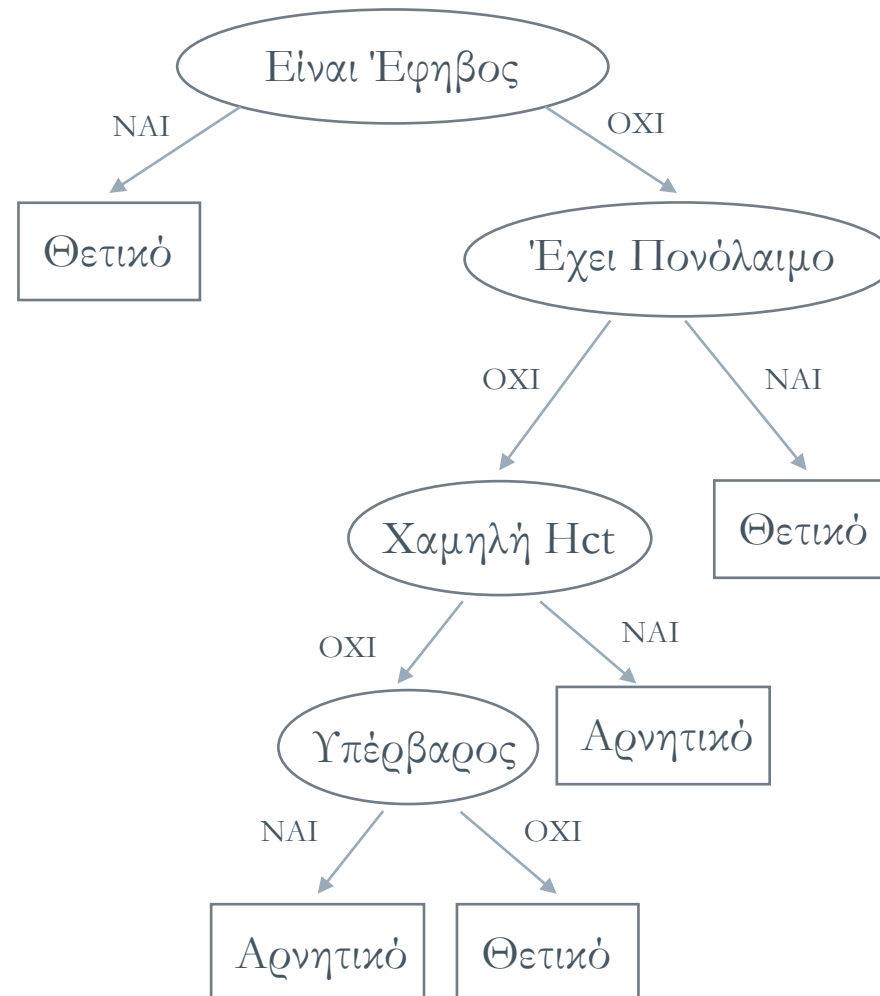 Είναι Έφηβος
ΝΑΙ
ΟΧΙ
Θετικό
Έχει Πονόλαιμο
ΟΧΙ
ΝΑΙ
Χαμηλή Hct
Θετικό
ΟΧΙ
ΝΑΙ
Υπέρβαρος
Αρνητικό
ΝΑΙ
ΟΧΙ
Αρνητικό
Θετικό